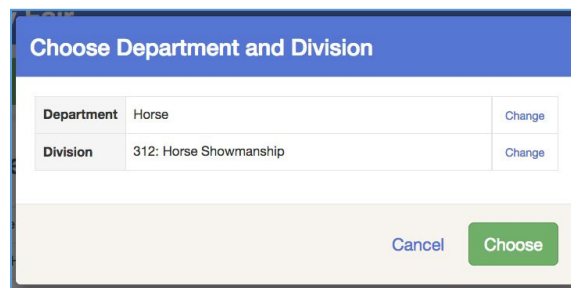 Choose Department and Division
Department Horse Change
Division 312: Horse Showmanship Change
Cancel Choose